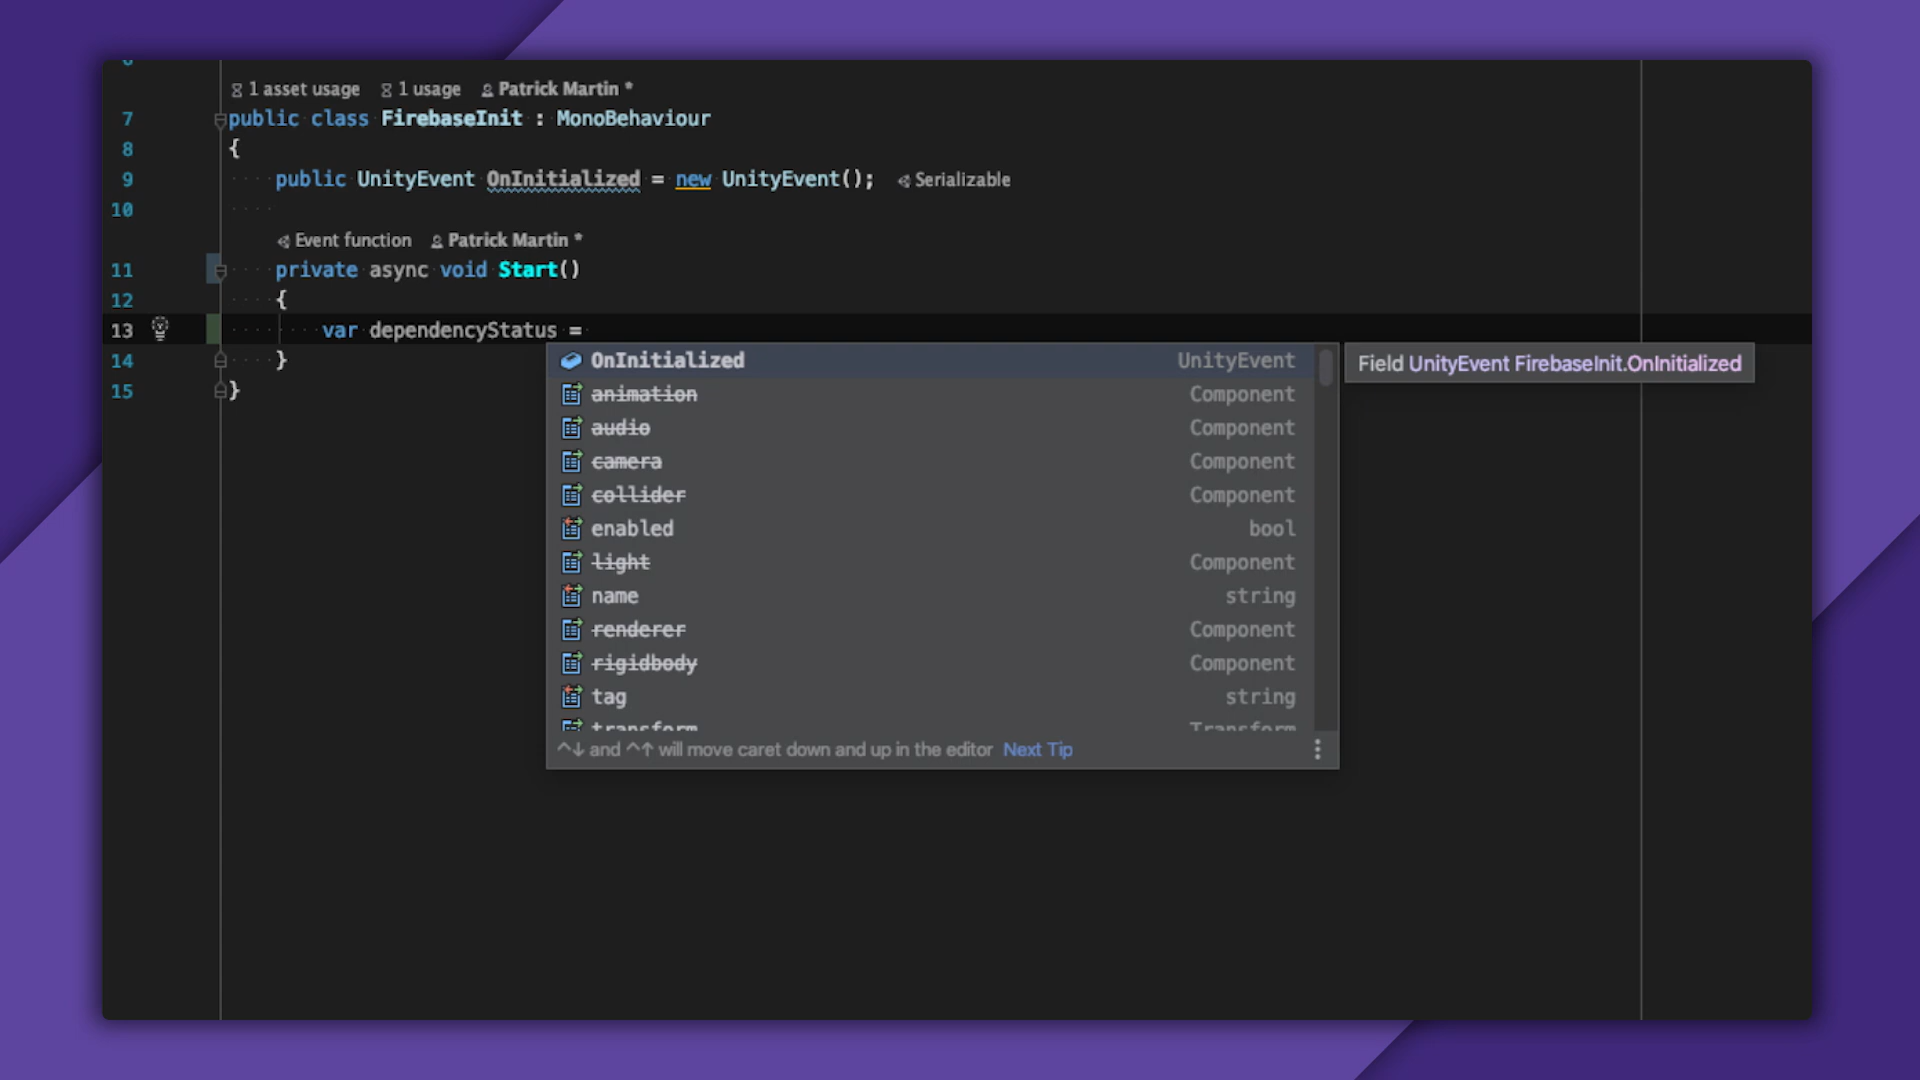 6
1 asset usage 1 usage Patrick Martin *
7 public class FirebaseInit : MonoBehaviour
8 {
9 public UnityEvent OnInitialized = new UnityEvent(); Serializable
10
Event function Patrick Martin *
11 private async void Start()
12 {
13 var dependencyStatus =
14 }
15 }
OnInitialized UnityEvent
Field UnityEvent FirebaseInit.OnInitialized
animation Component
audio Component
camera Component
collider Component
enabled bool
light Component
name string
renderer Component
rigidbody Component
tag string
transform Transform
^↓ and ^↑ will move caret down and up in the editor Next Tip